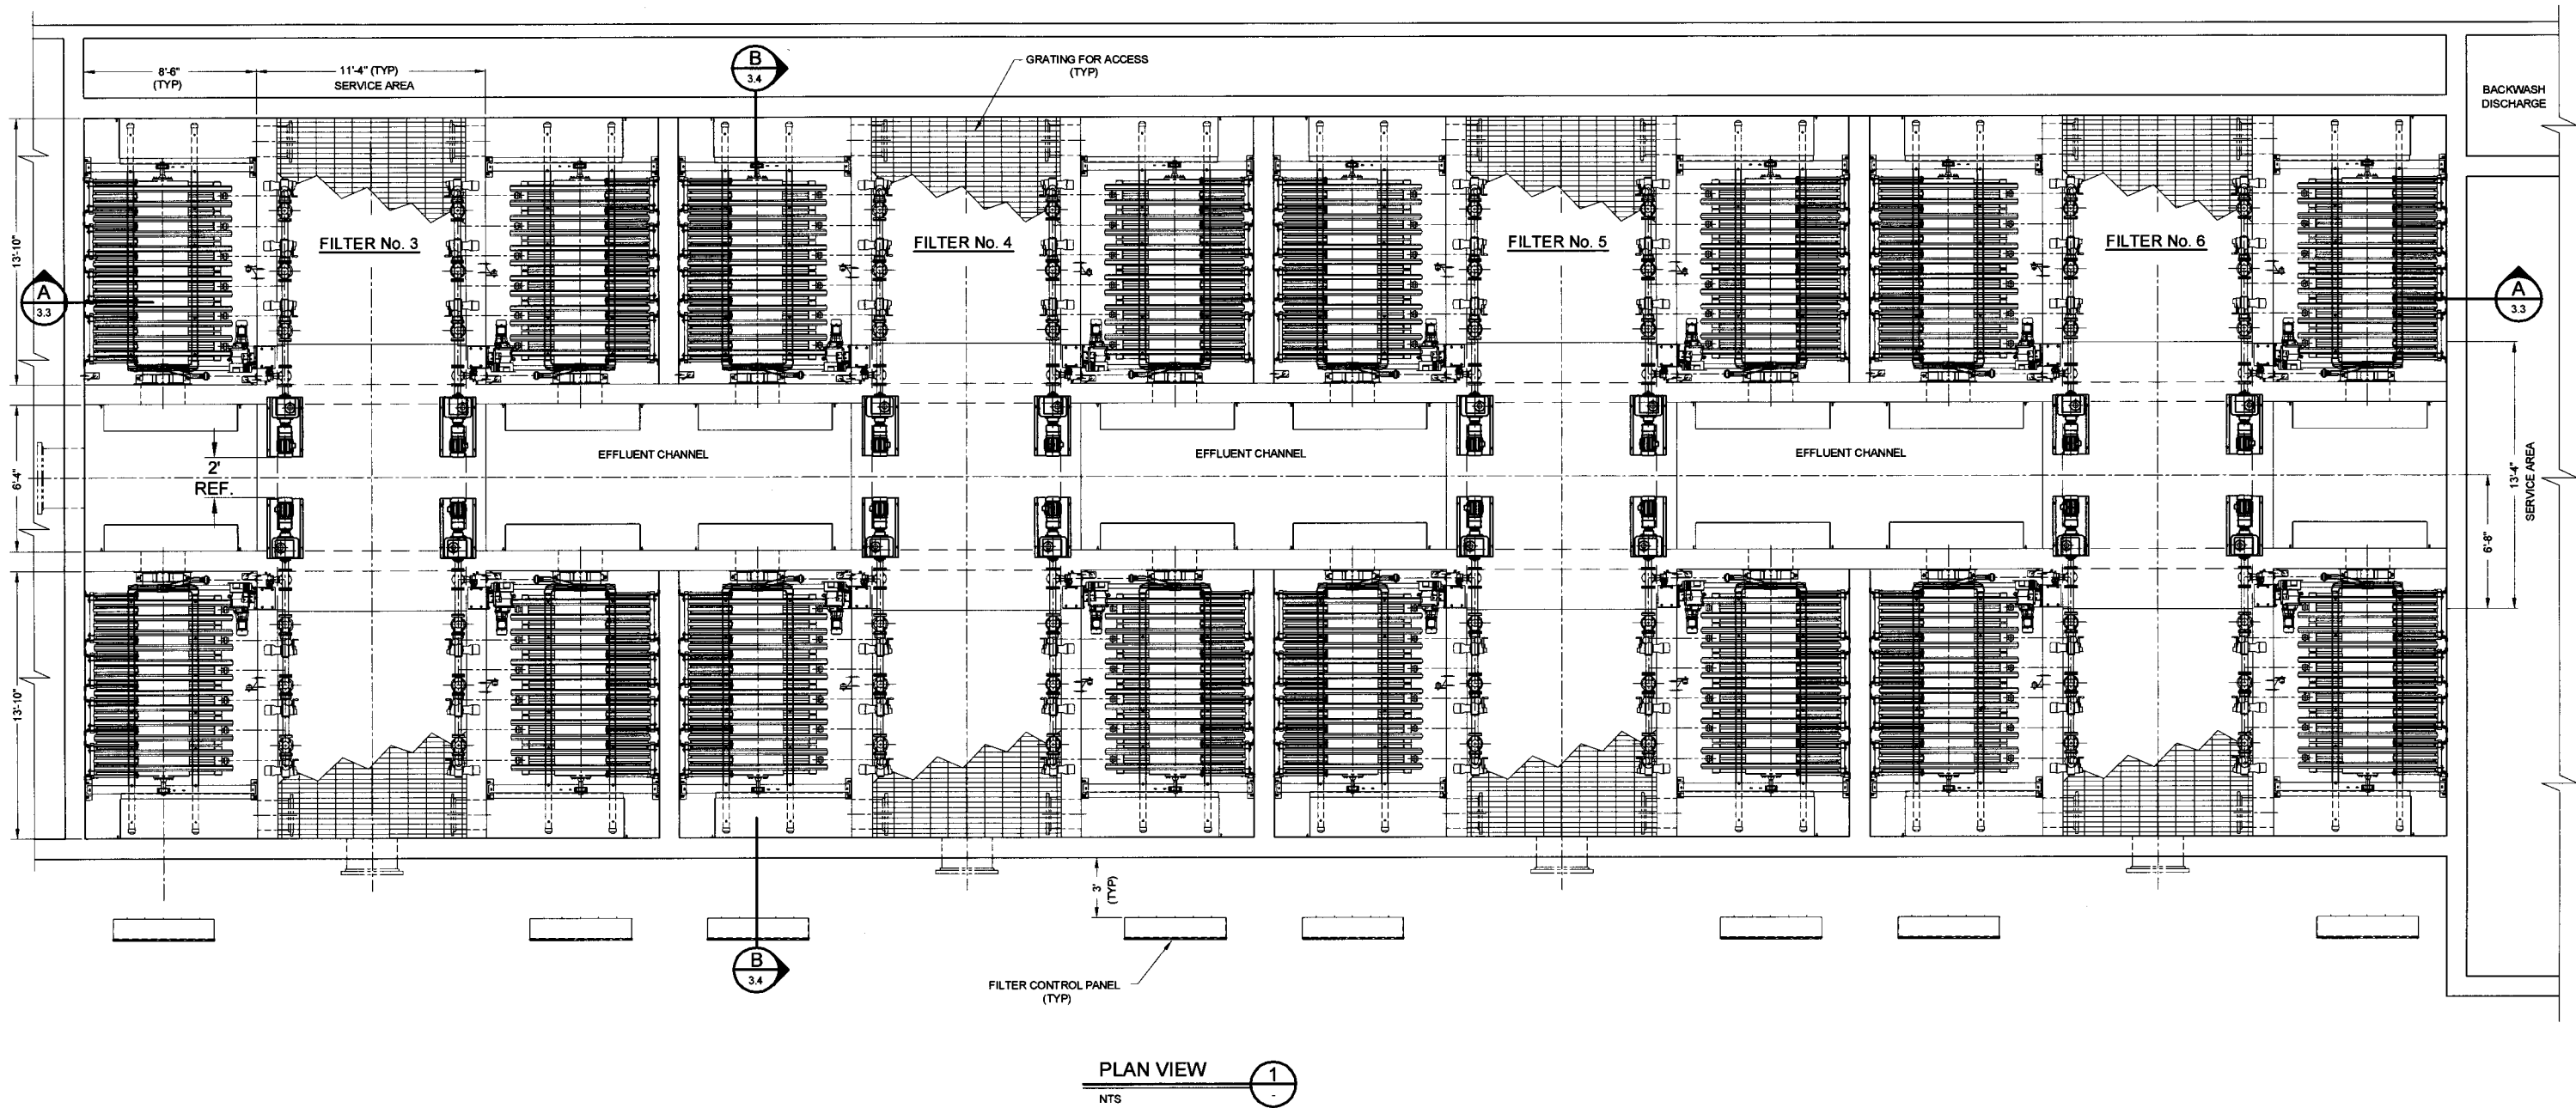 B
3.4
GRATING FOR ACCESS
(TYP)
8'-6"
(TYP)
11'-4" (TYP)
SERVICE AREA
BACKWASH
DISCHARGE
13'-10"
FILTER No. 3
FILTER No. 4
FILTER No. 5
FILTER No. 6
A
3.3
A
3.3
6'-4"
2'
REF.
EFFLUENT CHANNEL
EFFLUENT CHANNEL
EFFLUENT CHANNEL
13'-4"
SERVICE AREA
6'-8"
13'-10"
3'
(TYP)
B
3.4
FILTER CONTROL PANEL
(TYP)
PLAN VIEW
1
-
NTS